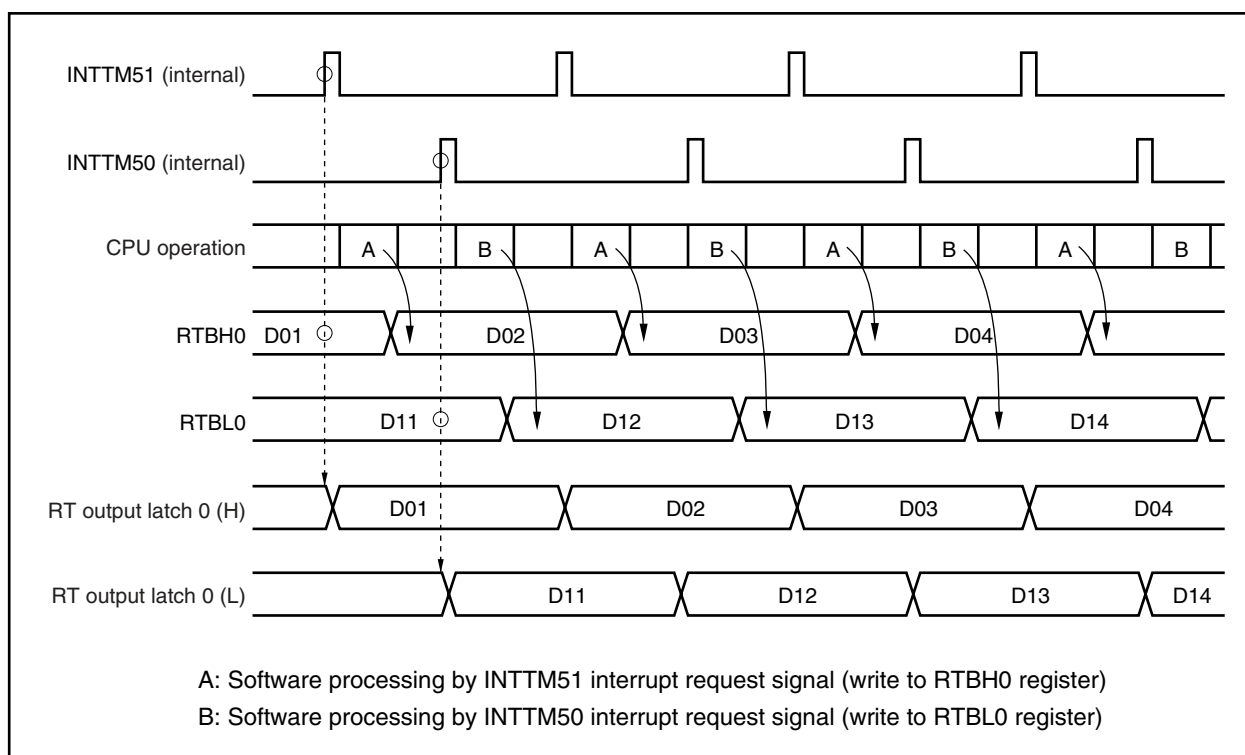 INTTM51 (internal)
INTTM50 (internal)
CPU operation A B A B A B A B
RTBH0 D01 D02 D03 D04
RTBL0 D11 D12 D13 D14
RT output latch 0 (H) D01 D02 D03 D04
RT output latch 0 (L) D11 D12 D13 D14
A: Software processing by INTTM51 interrupt request signal (write to RTBH0 register)
B: Software processing by INTTM50 interrupt request signal (write to RTBL0 register)